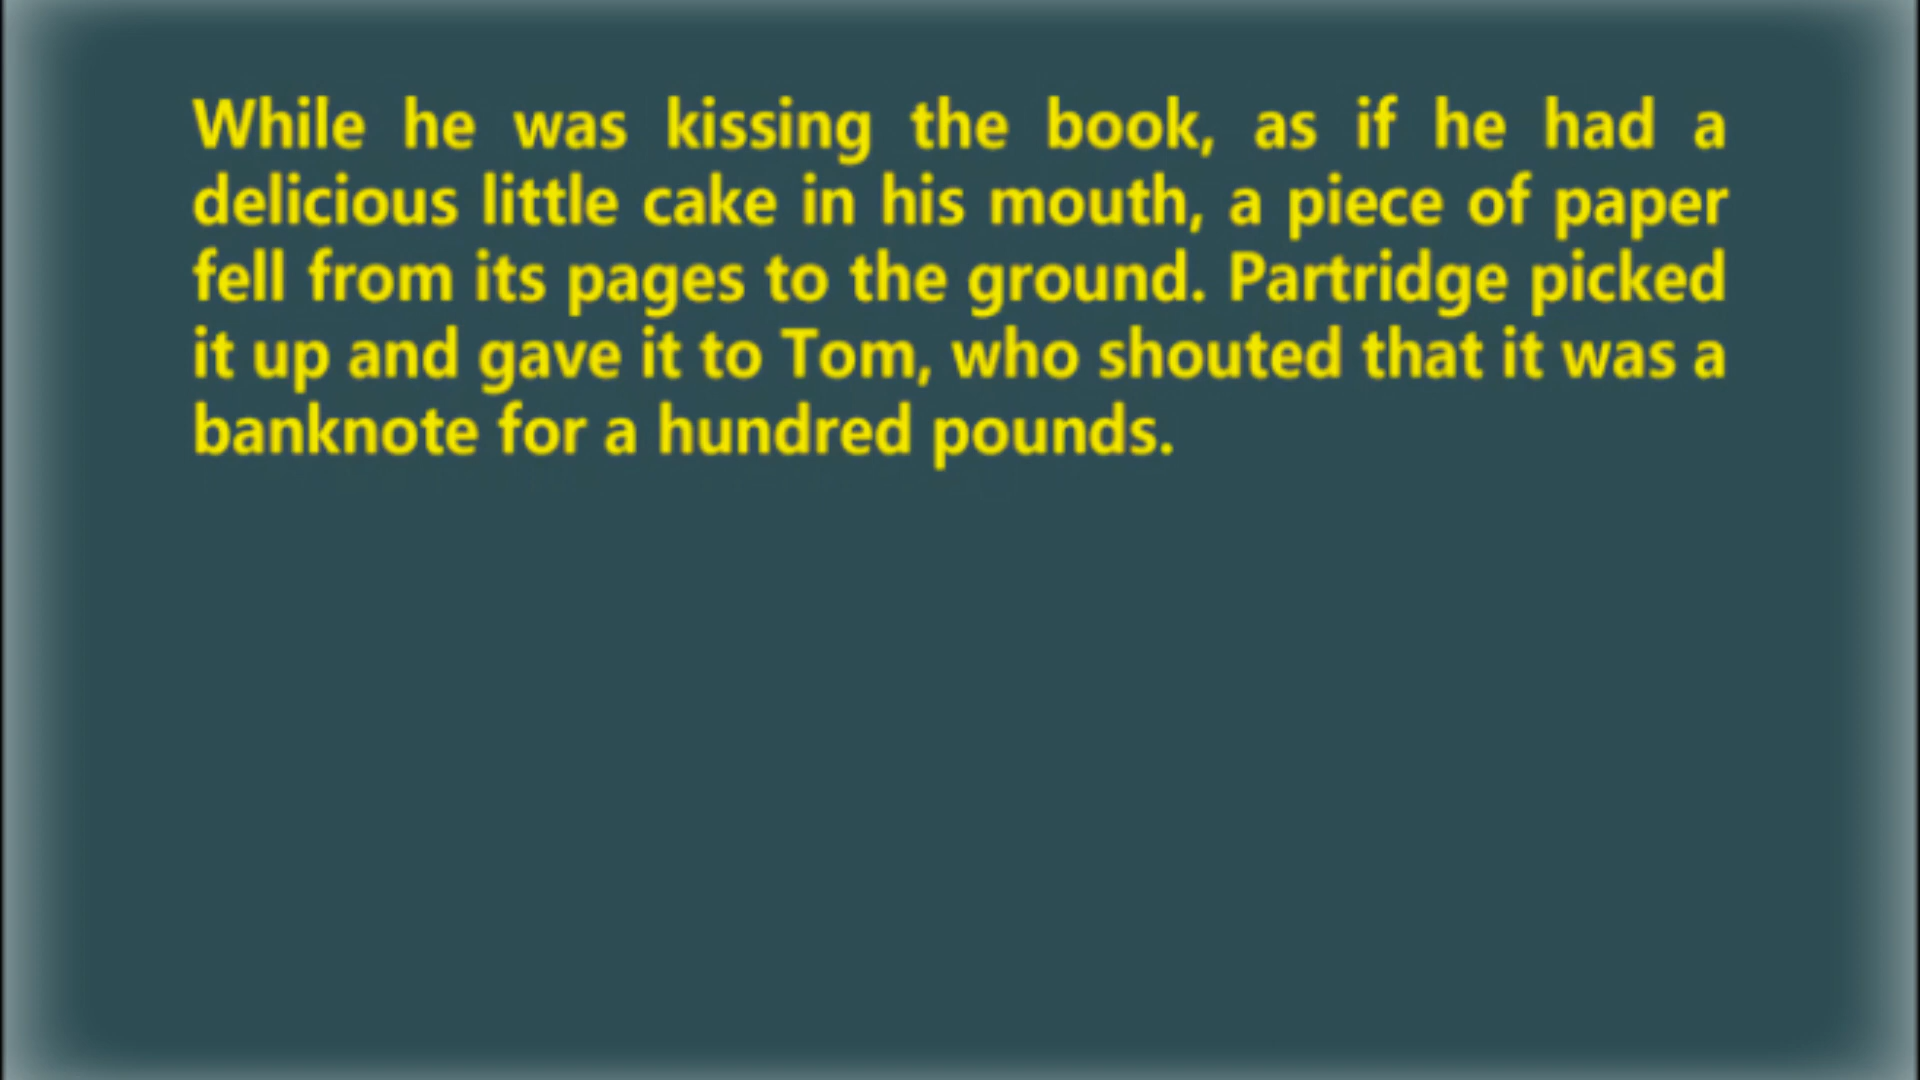 While he was kissing the book, as if he had a
delicious little cake in his mouth, a piece of paper
fell from its pages to the ground. Partridge picked
it up and gave it to Tom, who shouted that it was a
banknote for a hundred pounds.